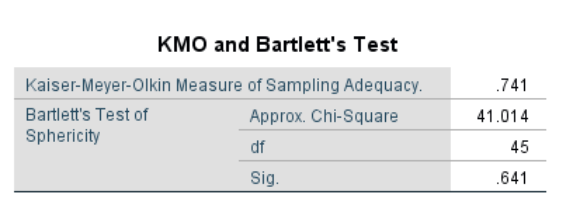 KMO and Bartlett's Test
Kaiser-Meyer-Olkin Measure of Sampling Adequacy. .741
Bartlett's Test of Sphericity Approx. Chi-Square 41.014
df 45
Sig. .641